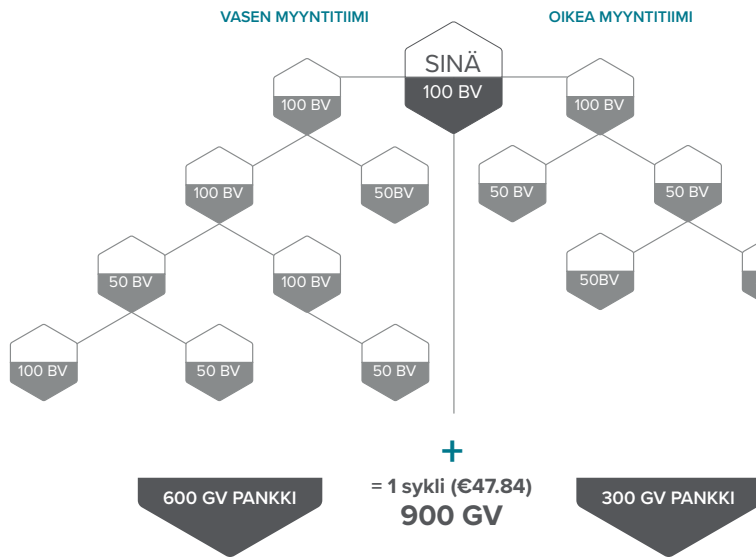 VASEN MYYNTITIIMI
OIKEA MYYNTITIIMI
SINÄ
100 BV
100 BV
100 BV
100 BV
50BV
50 BV
50 BV
50 BV
100 BV
50BV
100 BV
50 BV
50 BV
+
= 1 sykli (€47.84)
900 GV
600 GV PANKKI
300 GV PANKKI